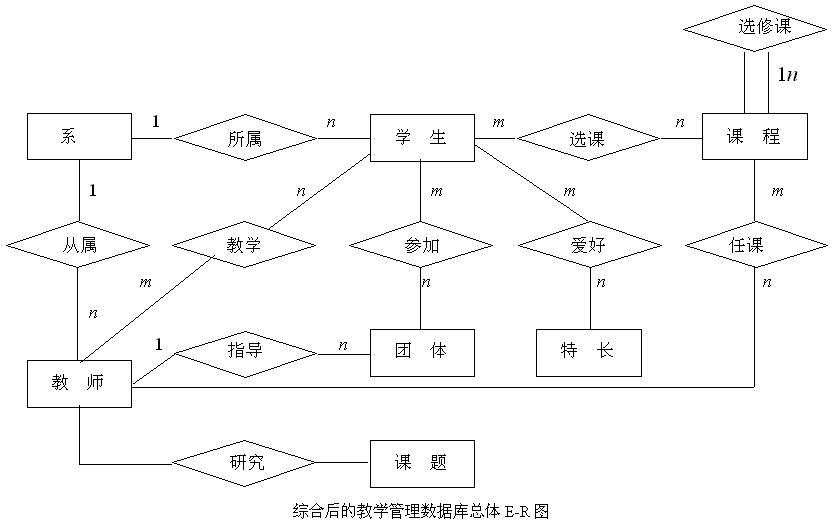 选修课
1n
1
n
m
n
系
所属
学 生
选课
课 程
1
n
m
m
m
从属
教学
参加
爱好
任课
m
n
n
n
n
1
n
指导
团 体
特 长
教 师
研究
课 题
综合后的教学管理数据库总体 E-R 图